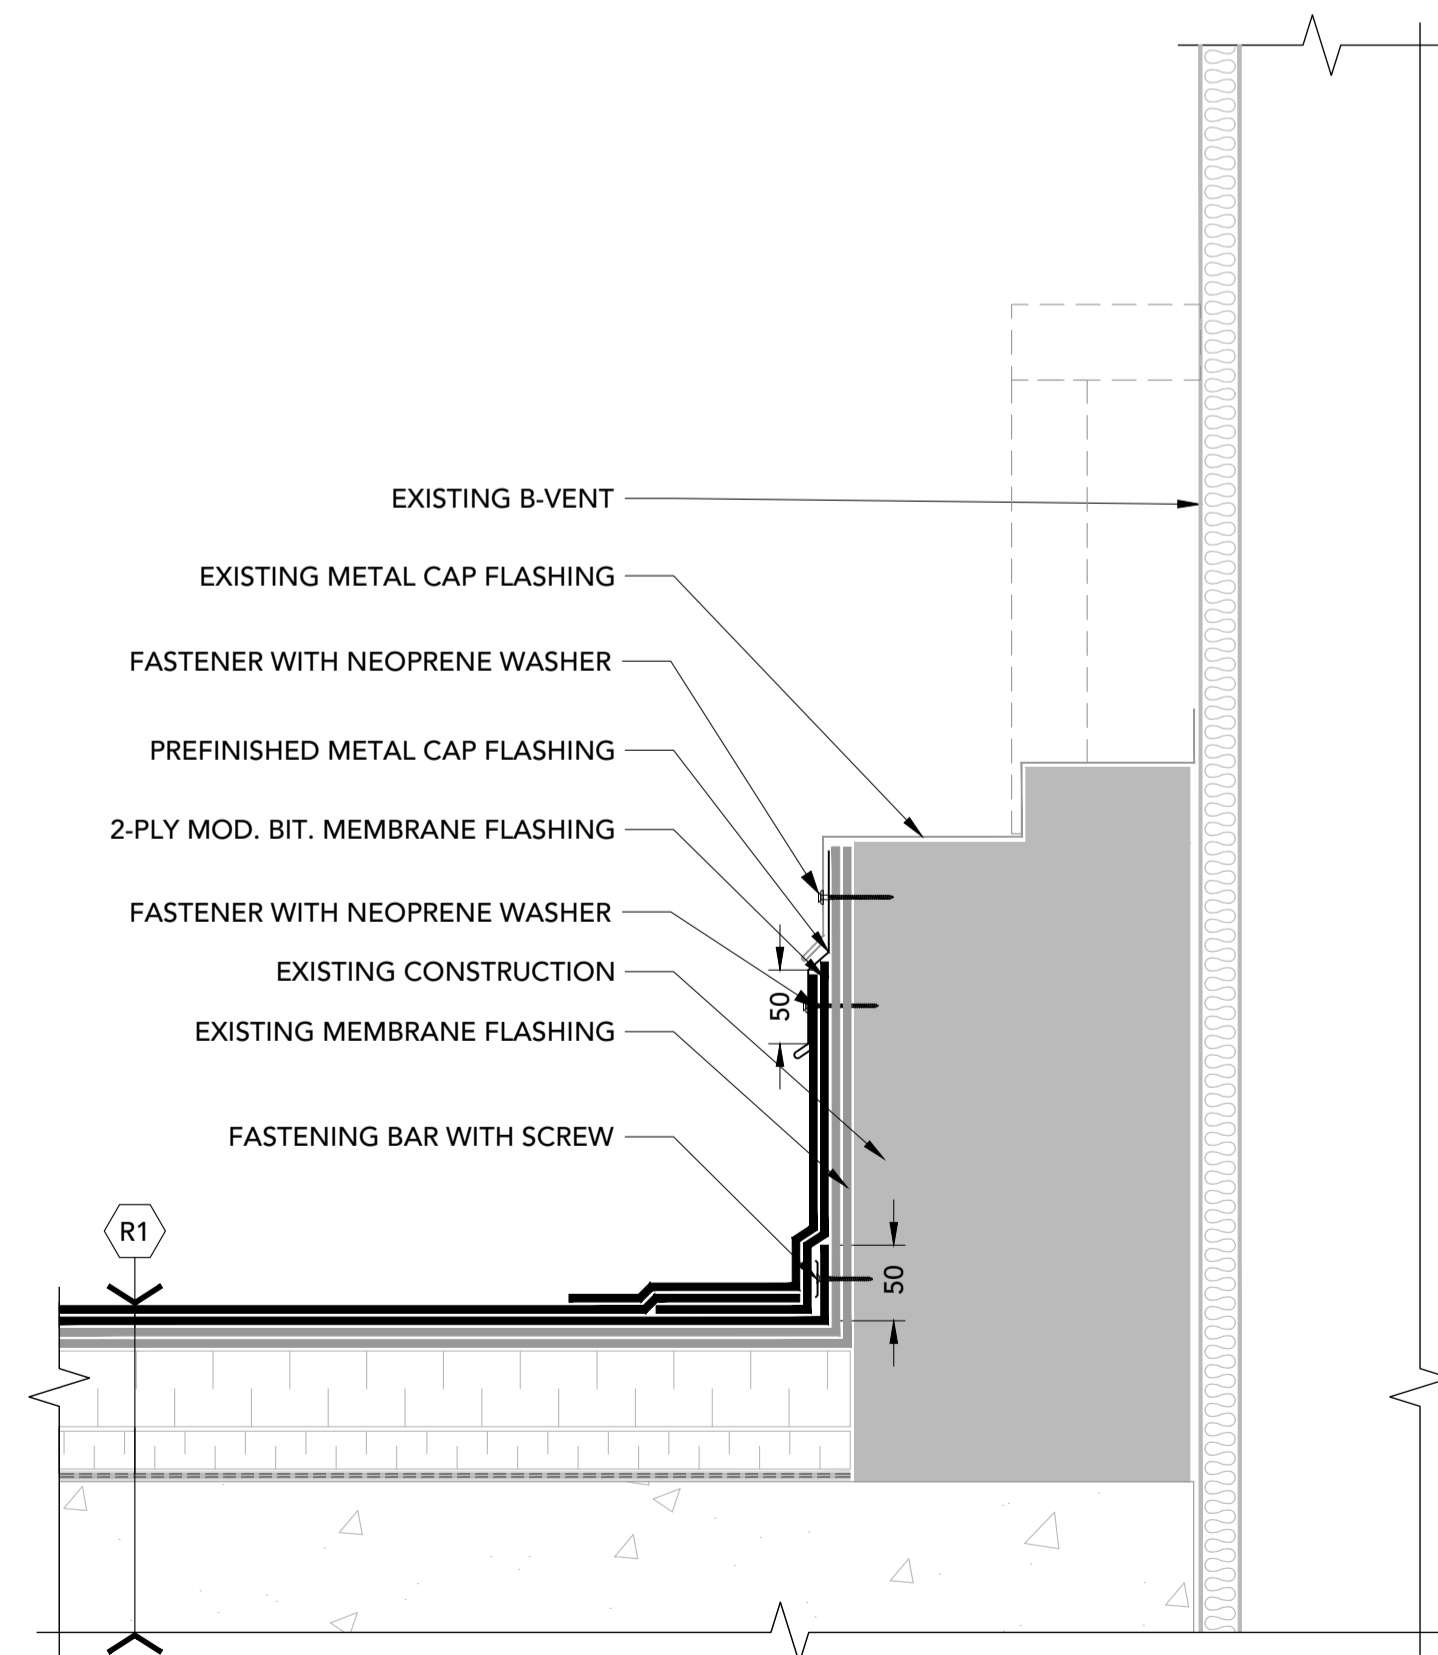 EXISTING B-VENT
EXISTING METAL CAP FLASHING
FASTENER WITH NEOPRENE WASHER
PREFINISHED METAL CAP FLASHING
2-PLY MOD. BIT. MEMBRANE FLASHING
FASTENER WITH NEOPRENE WASHER
EXISTING CONSTRUCTION
50
EXISTING MEMBRANE FLASHING
FASTENING BAR WITH SCREW
R1
50